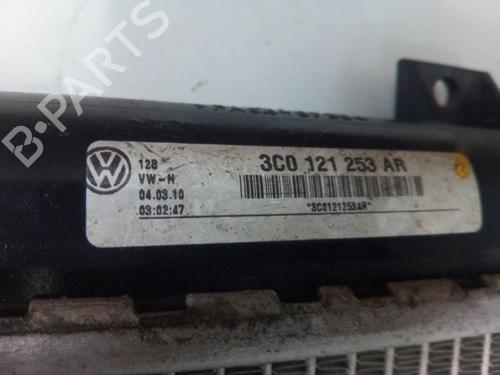 B-PARTS
128
VW-N
04.03.10
03:02:47
3C0 121 253 AR
*3C0121253AR*